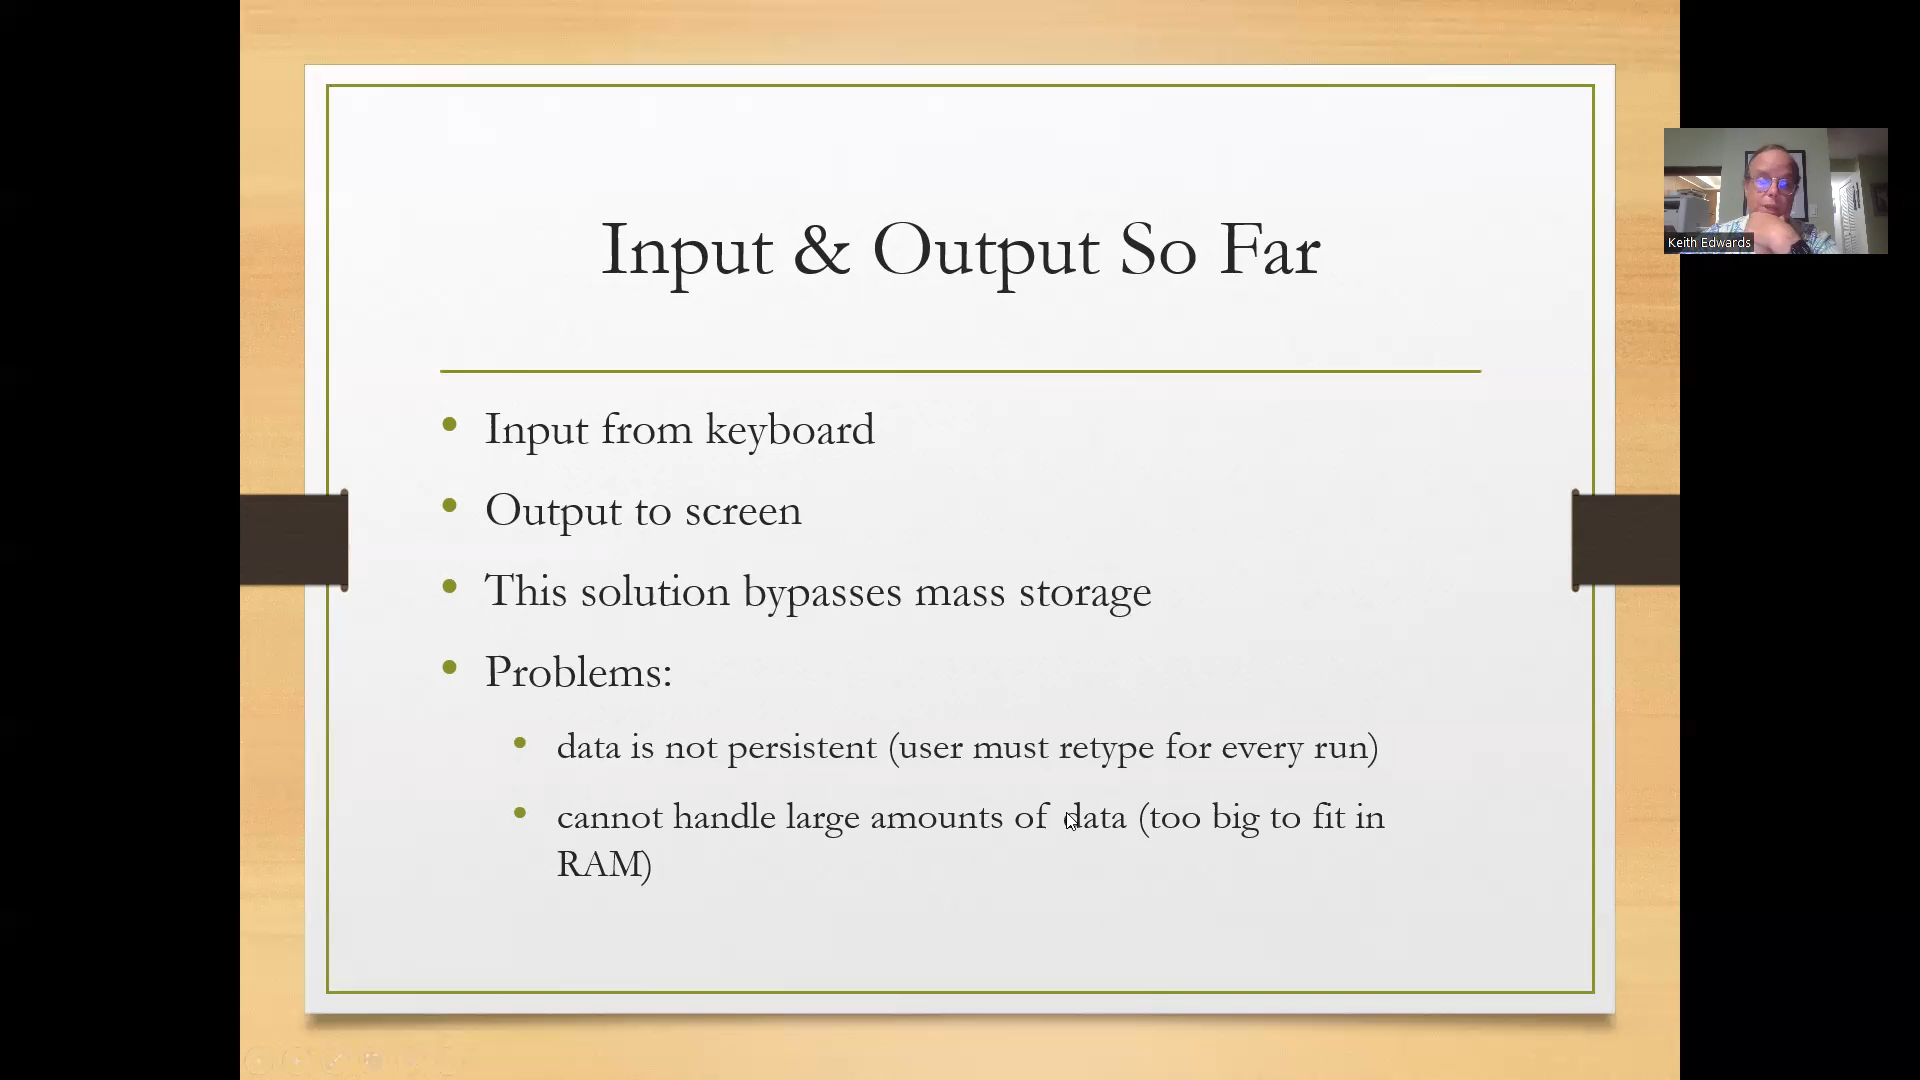 Input & Output So Far
Input from keyboard
Output to screen
This solution bypasses mass storage
Problems:
data is not persistent (user must retype for every run)
cannot handle large amounts of data (too big to fit in
RAM)
Keith Edwards